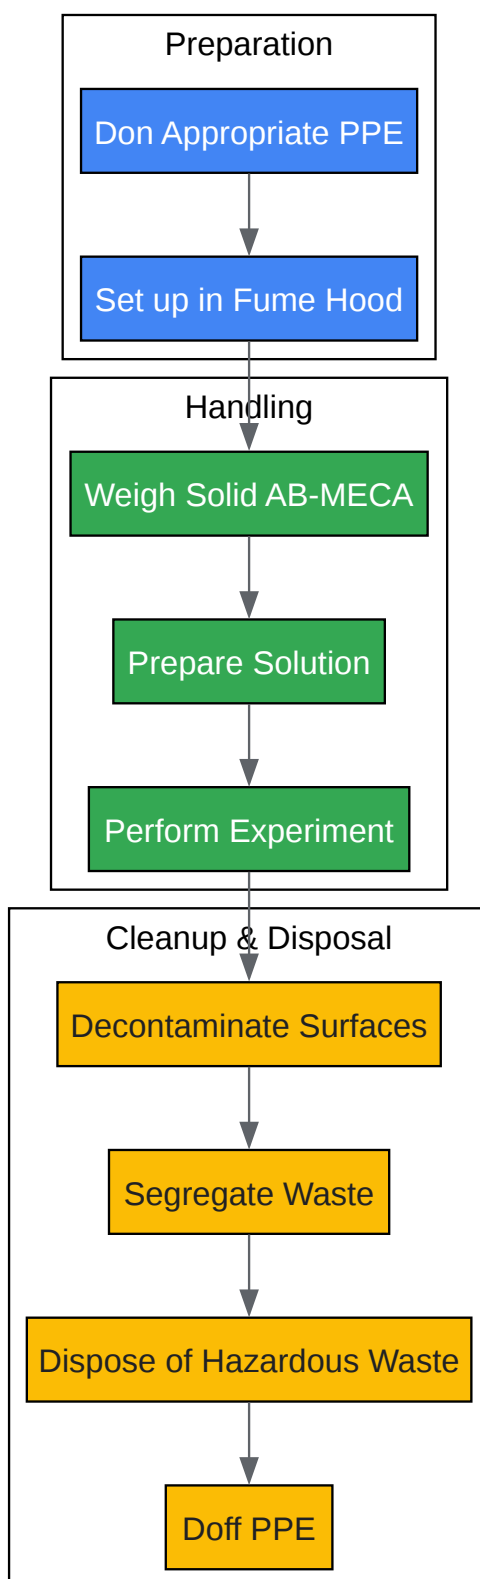 Preparation
Don Appropriate PPE
Set up in Fume Hood
Handling
Weigh Solid AB-MECA
Prepare Solution
Perform Experiment
Cleanup & Disposal
Decontaminate Surfaces
Segregate Waste
Dispose of Hazardous Waste
Doff PPE